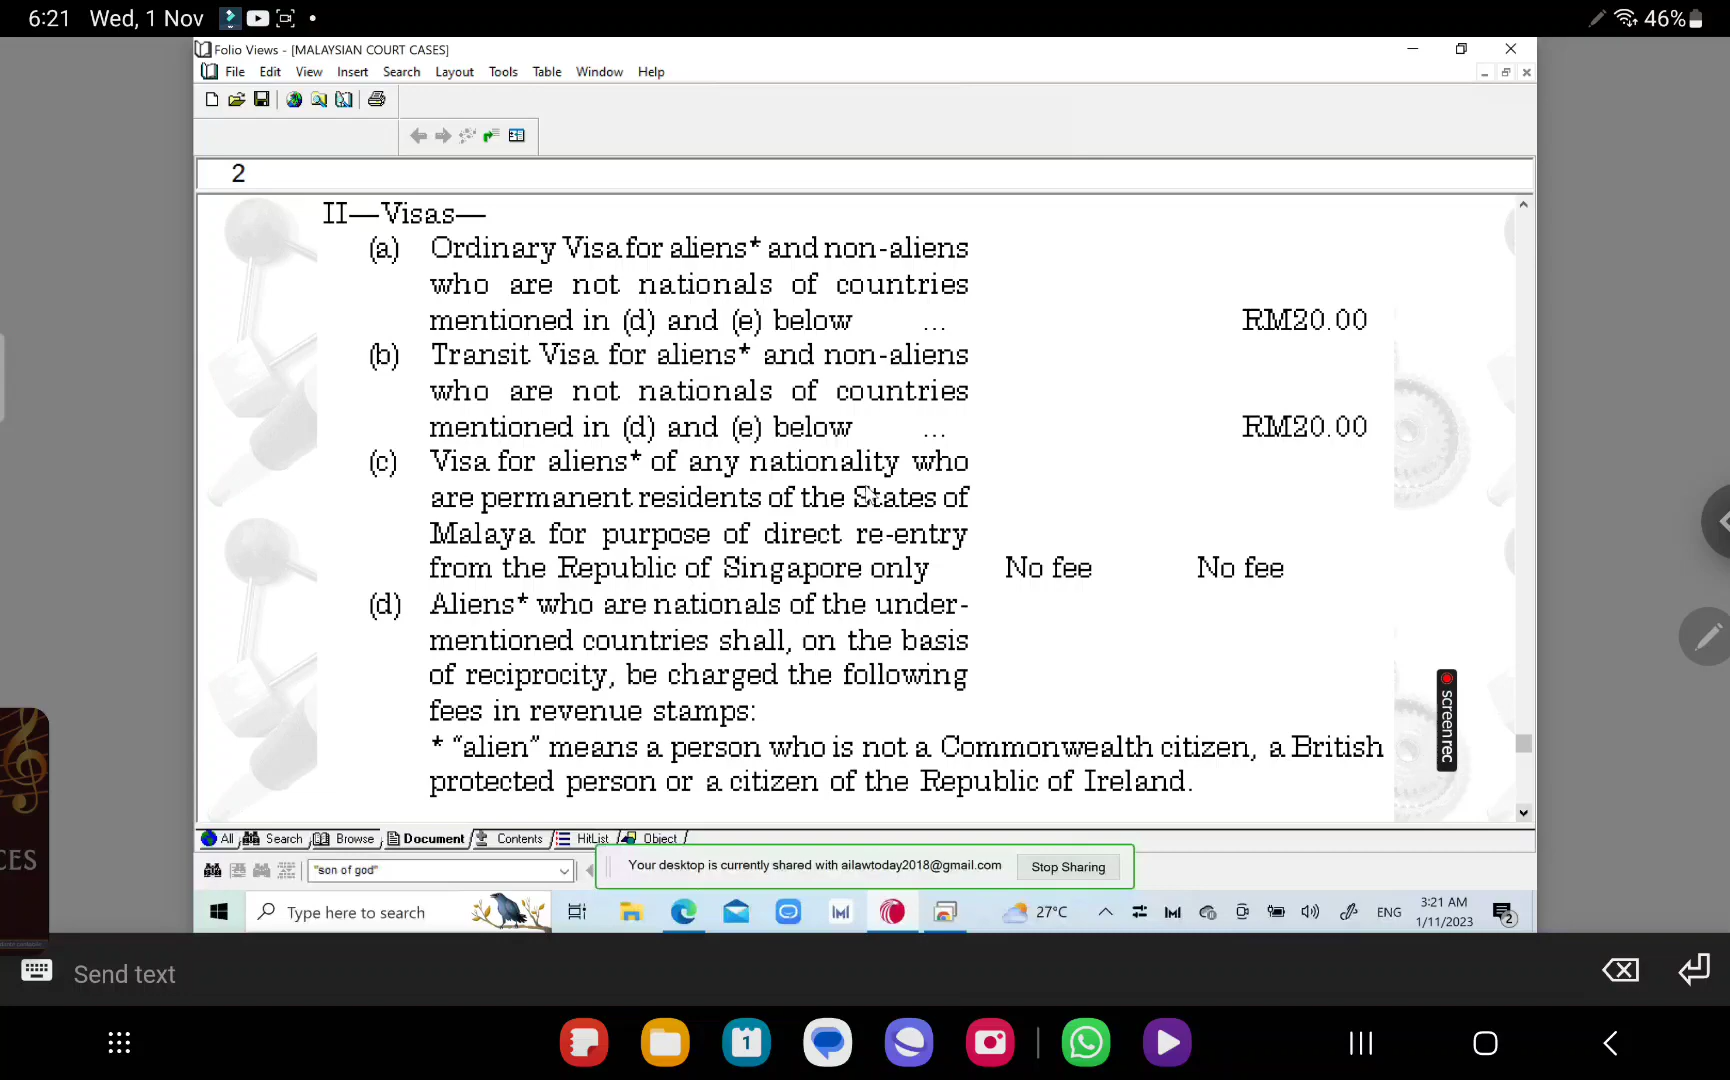 6:21 Wed, 1 Nov
46%
Folio Views - [MALAYSIAN COURT CASES]
File Edit View Insert Search Layout Tools Table Window Help
2
II—Visas—
(a) Ordinary Visa for aliens* and non-aliens
who are not nationals of countries
mentioned in (d) and (e) below ... RM20.00
(b) Transit Visa for aliens* and non-aliens
who are not nationals of countries
mentioned in (d) and (e) below ... RM20.00
(c) Visa for aliens* of any nationality who
are permanent residents of the States of
Malaya for purpose of direct re-entry
from the Republic of Singapore only No fee No fee
(d) Aliens* who are nationals of the under-
mentioned countries shall, on the basis
of reciprocity, be charged the following
fees in revenue stamps:
* "alien" means a person who is not a Commonwealth citizen, a British
protected person or a citizen of the Republic of Ireland.
screenrec
All Search Browse Document Contents HitList Object
"son of god"
Your desktop is currently shared with ailawtoday2018@gmail.com Stop Sharing
Type here to search
27°C
ENG
3:21 AM
1/11/2023
2
CES
Send text
1